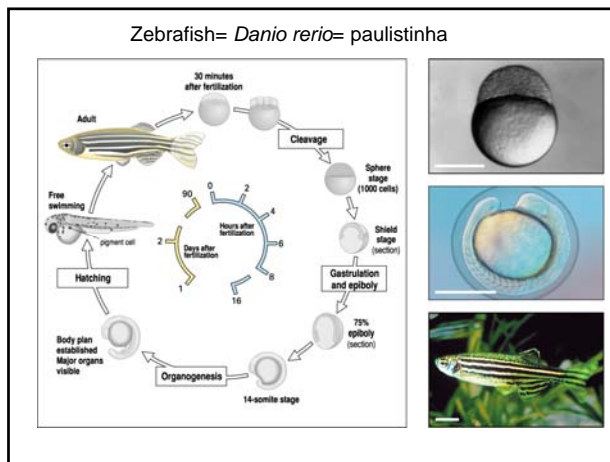 Zebrafish= Danio rerio= paulistinha
30 minutes
after fertilization
Adult
Cleavage
Sphere
stage
(1000 cells)
Free
swimming
pigment cell
90
0
2
4
6
8
16
Hours after
fertilization
2
1
Days after
fertilization
Shield
stage
(section)
Hatching
Gastrulation
and epiboly
Body plan
established
Major organs
visible
75%
epiboly
(section)
Organogenesis
14-somite stage